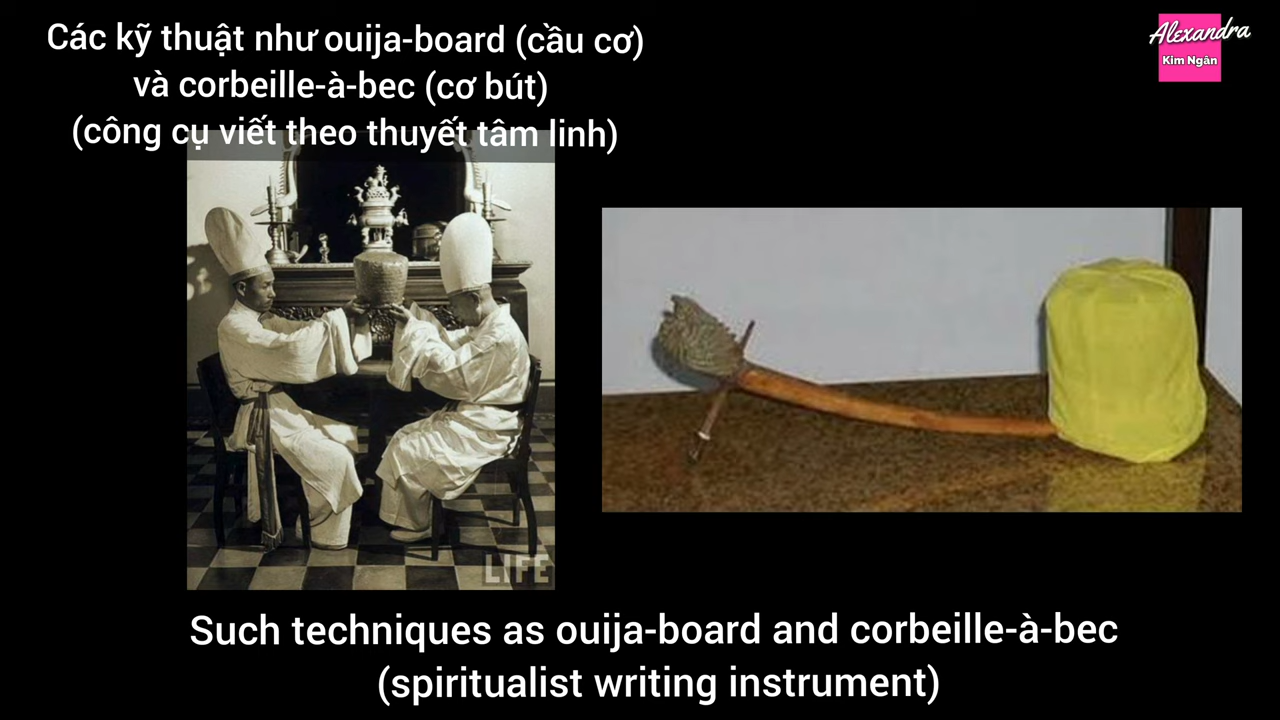 Các kỹ thuật như ouija-board (cầu cơ)
và corbeille-à-bec (cơ bút)
(công cụ viết theo thuyết tâm linh)
Alexandra
Kim Ngân
LIFE
Such techniques as ouija-board and corbeille-à-bec
(spiritualist writing instrument)